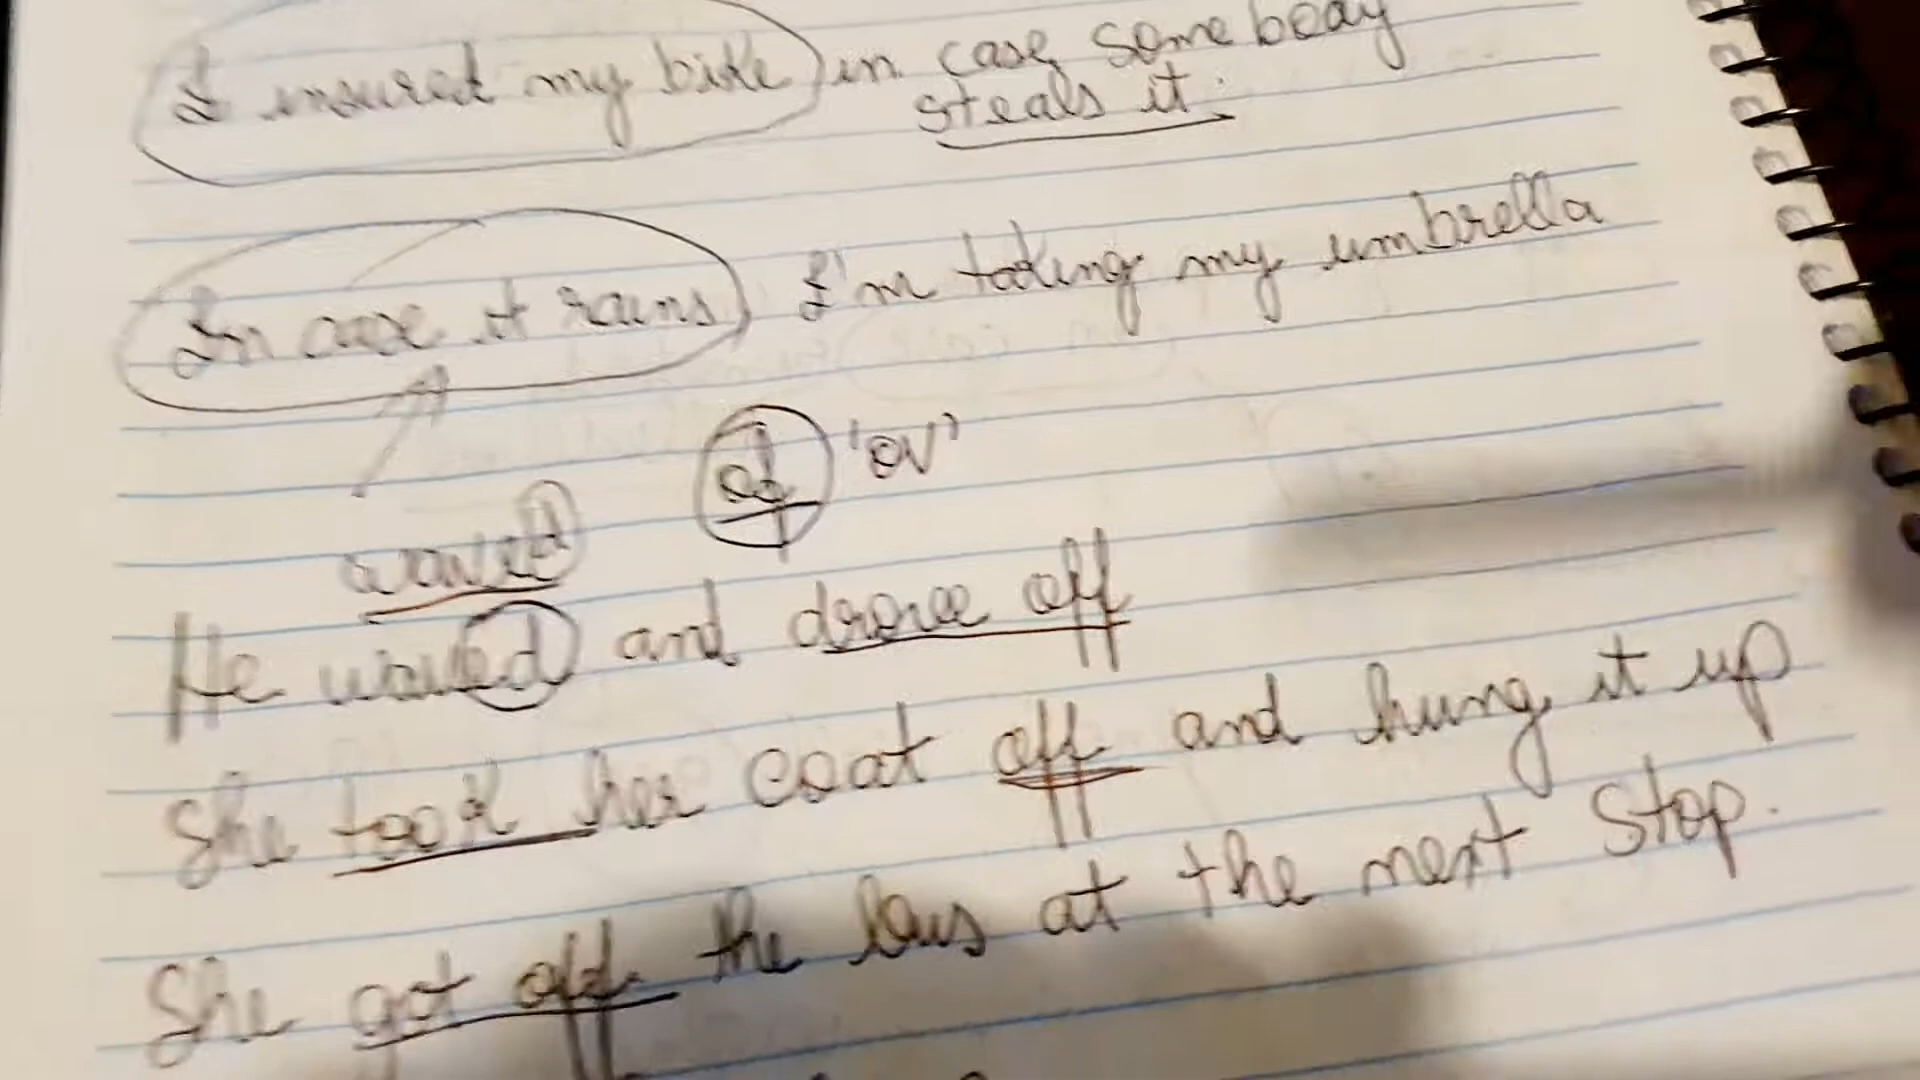 I insured my bike in case somebody
steals it.
In case it rains I'm taking my umbrella
of 'ov'
waved
He waved and drove off
She took her coat off and hung it up
She got off the bus at the next stop.